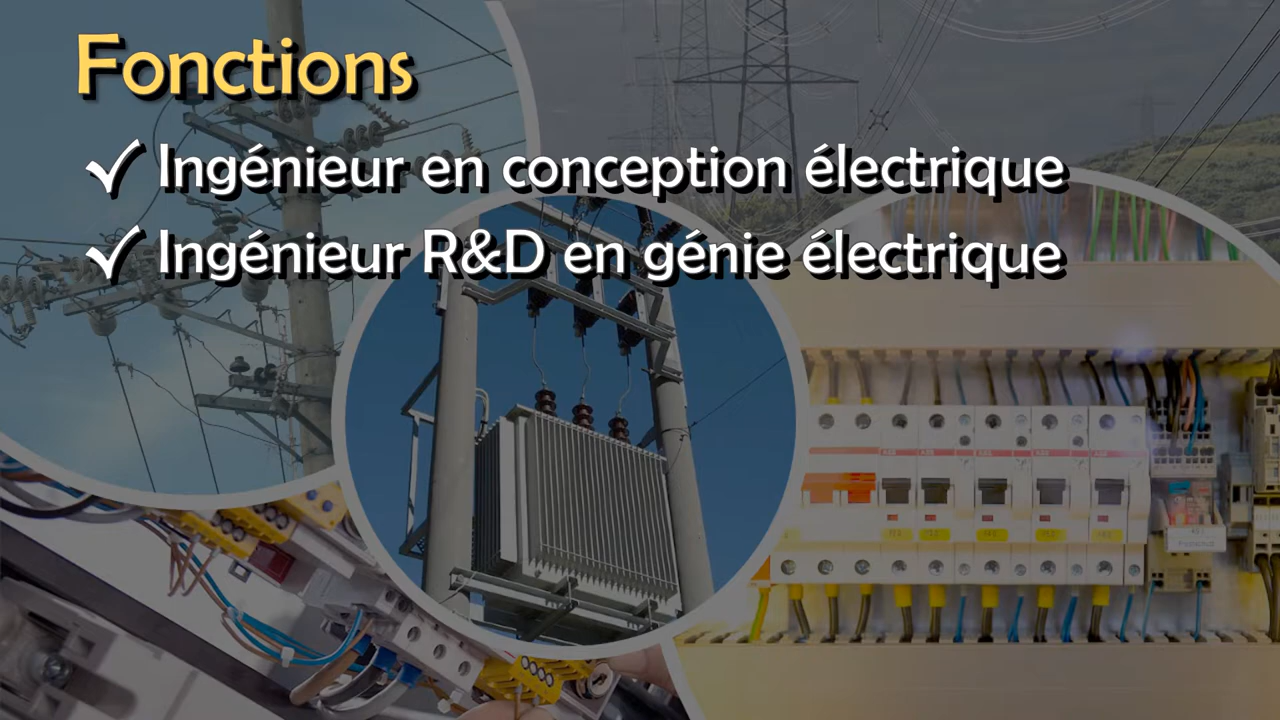 Fonctions
✓ Ingénieur en conception électrique
✓ Ingénieur R&D en génie électrique